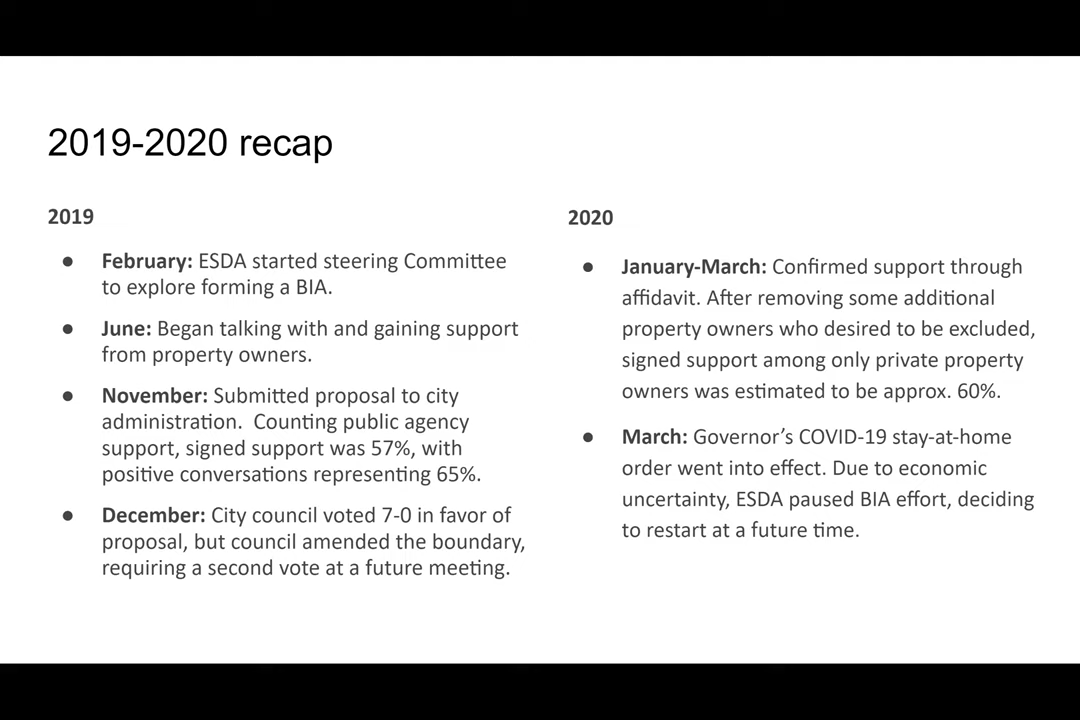 2019-2020 recap
2019
● February: ESDA started steering Committee
to explore forming a BIA.
● June: Began talking with and gaining support
from property owners.
● November: Submitted proposal to city
administration.  Counting public agency
support, signed support was 57%, with
positive conversations representing 65%.
● December: City council voted 7-0 in favor of
proposal, but council amended the boundary,
requiring a second vote at a future meeting.
2020
● January-March: Confirmed support through
affidavit. After removing some additional
property owners who desired to be excluded,
signed support among only private property
owners was estimated to be approx. 60%.
● March: Governor’s COVID-19 stay-at-home
order went into effect. Due to economic
uncertainty, ESDA paused BIA effort, deciding
to restart at a future time.